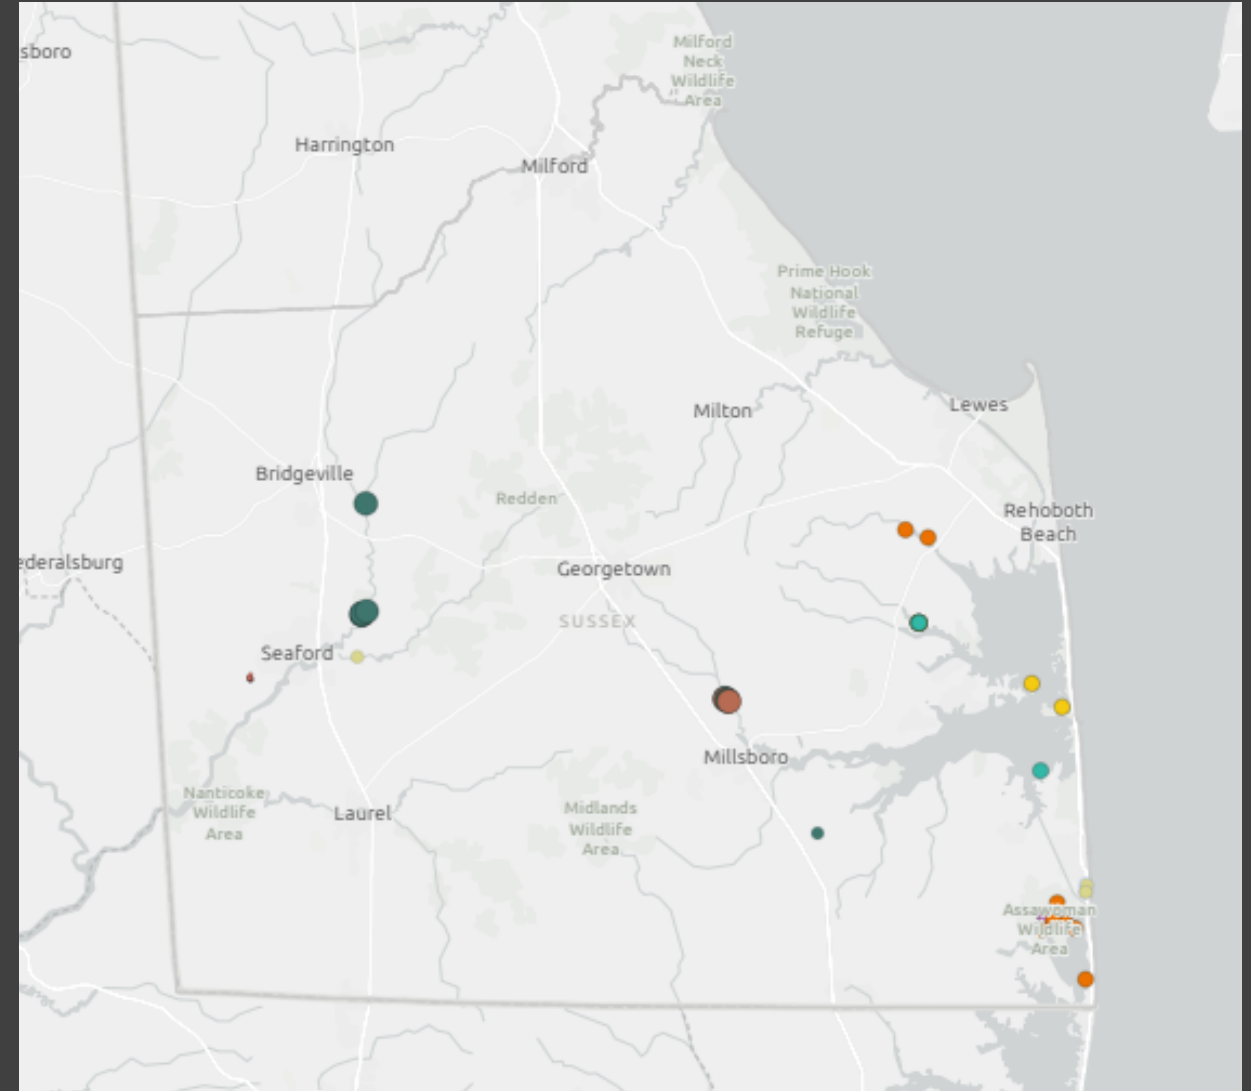 Milford
Neck
Wildlife
Area
sboro
Harrington
Milford
Prime Hook
National
Wildlife
Refuge
Milton
Lewes
Bridgeville
Redden
Rehoboth
Beach
ederalsburg
Georgetown
SUSSEX
Seaford
Millsboro
Nanticoke
Wildlife
Area
Laurel
Midlands
Wildlife
Area
Assawoman
Wildlife
Area